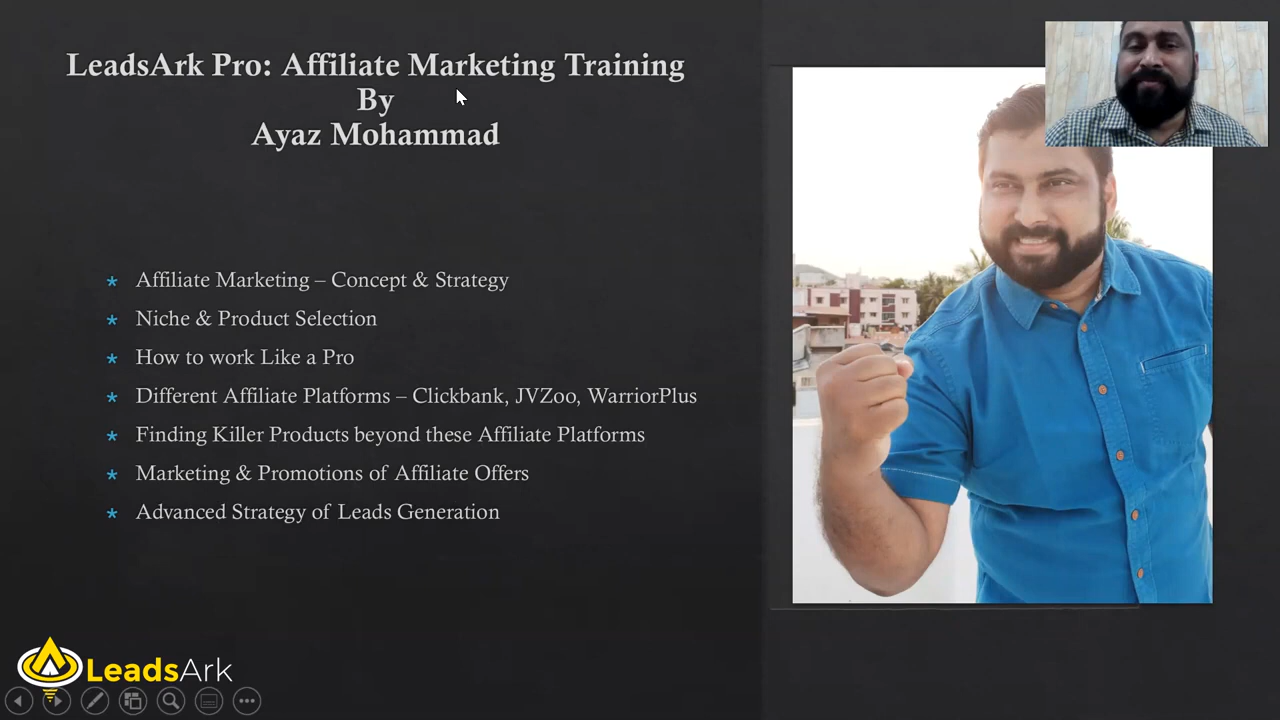 LeadsArk Pro: Affiliate Marketing Training
By
Ayaz Mohammad
* Affiliate Marketing – Concept & Strategy
* Niche & Product Selection
* How to work Like a Pro
* Different Affiliate Platforms – Clickbank, JVZoo, WarriorPlus
* Finding Killer Products beyond these Affiliate Platforms
* Marketing & Promotions of Affiliate Offers
* Advanced Strategy of Leads Generation
LeadsArk